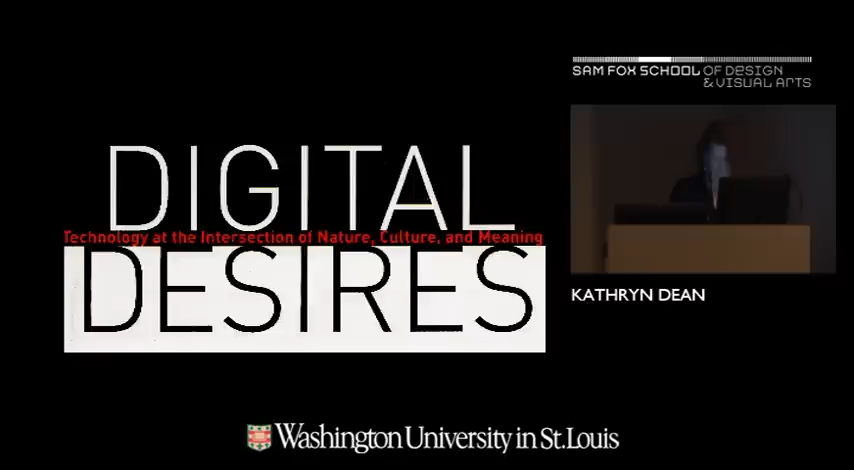 SAM FOX SCHOOL OF DESIGN
& VISUAL ARTS
DIGITAL
Technology at the Intersection of Nature, Culture, and Meaning
DESIRES
KATHRYN DEAN
Washington University in St. Louis